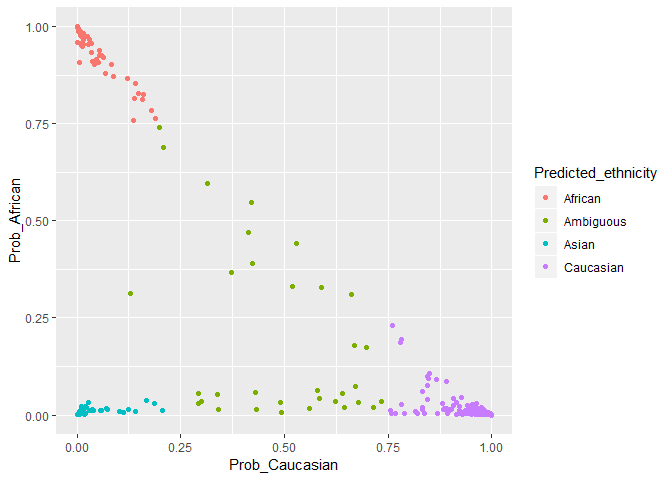 1.00
0.75
0.50
0.25
0.00
Prob_African
0.00
0.25
0.50
0.75
1.00
Prob_Caucasian
Predicted_ethnicity
African
Ambiguous
Asian
Caucasian